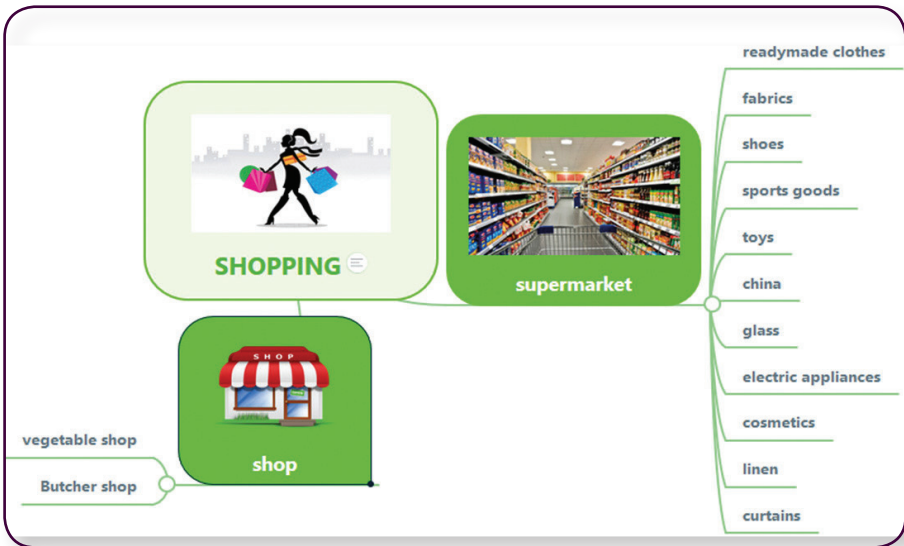 SHOPPING
supermarket
readymade clothes
fabrics
shoes
sports goods
toys
china
glass
electric appliances
cosmetics
linen
curtains
SHOP
shop
vegetable shop
Butcher shop